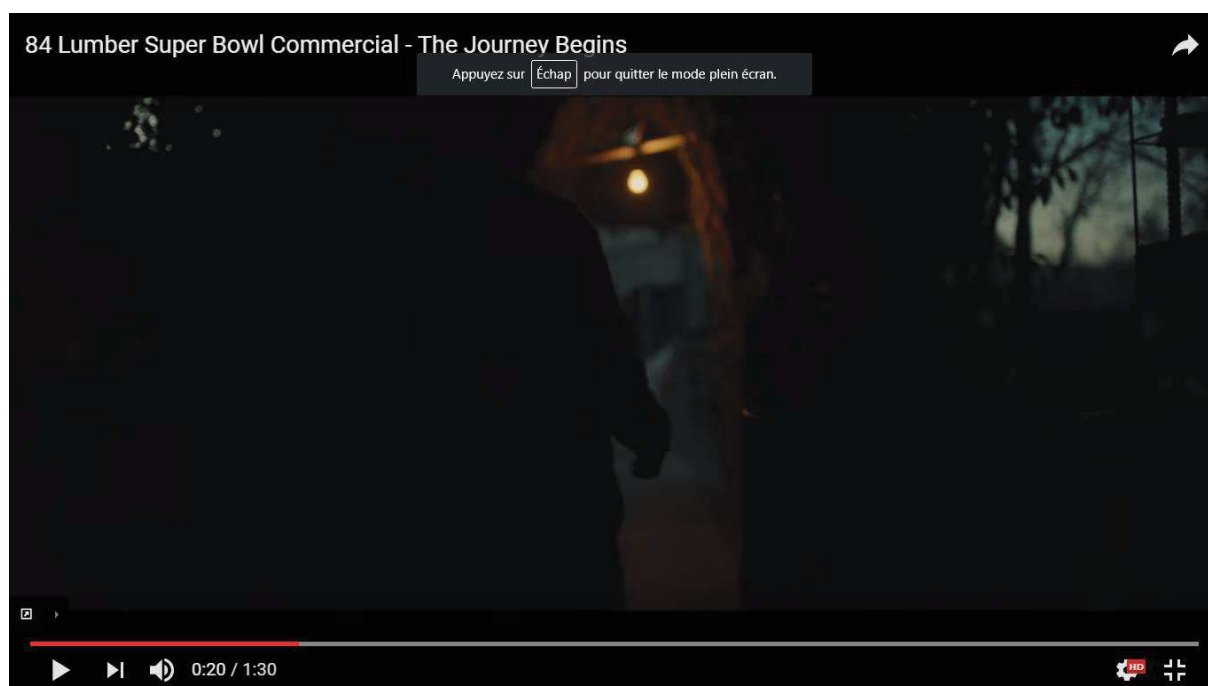 84 Lumber Super Bowl Commercial - The Journey Begins
Appuyez sur Échap pour quitter le mode plein écran.
0:20 / 1:30
HD